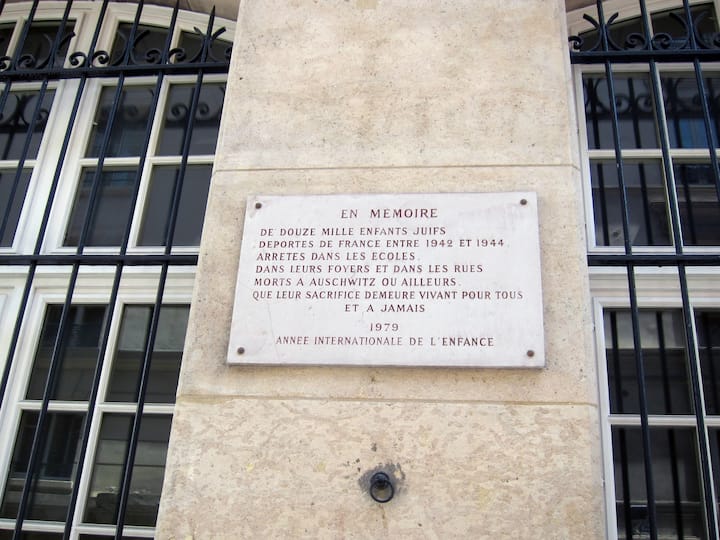 EN MEMOIRE
DE DOUZE MILLE ENFANTS JUIFS
DEPORTES DE FRANCE ENTRE 1942 ET 1944.
ARRETES DANS LES ECOLES.
DANS LEURS FOYERS ET DANS LES RUES
MORTS A AUSCHWITZ OU AILLEURS.
QUE LEUR SACRIFICE DEMEURE VIVANT POUR TOUS
ET A JAMAIS
1979
ANNEE INTERNATIONALE DE L'ENFANCE